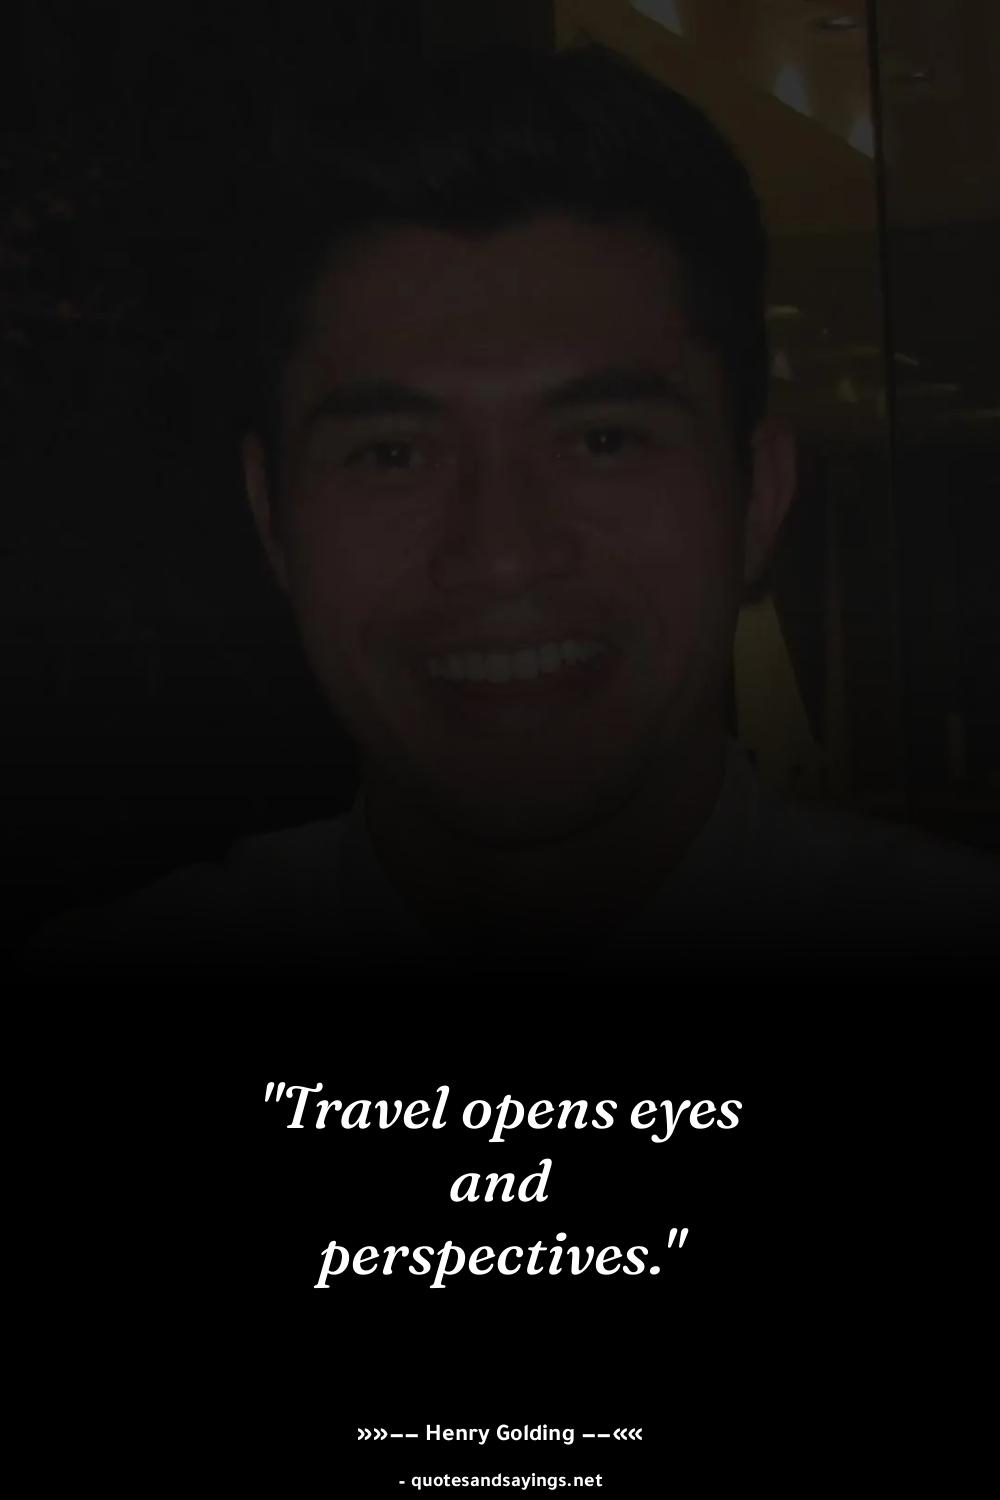 "Travel opens eyes
and
perspectives."
»»–– Henry Golding ––««
- quotesandsayings.net